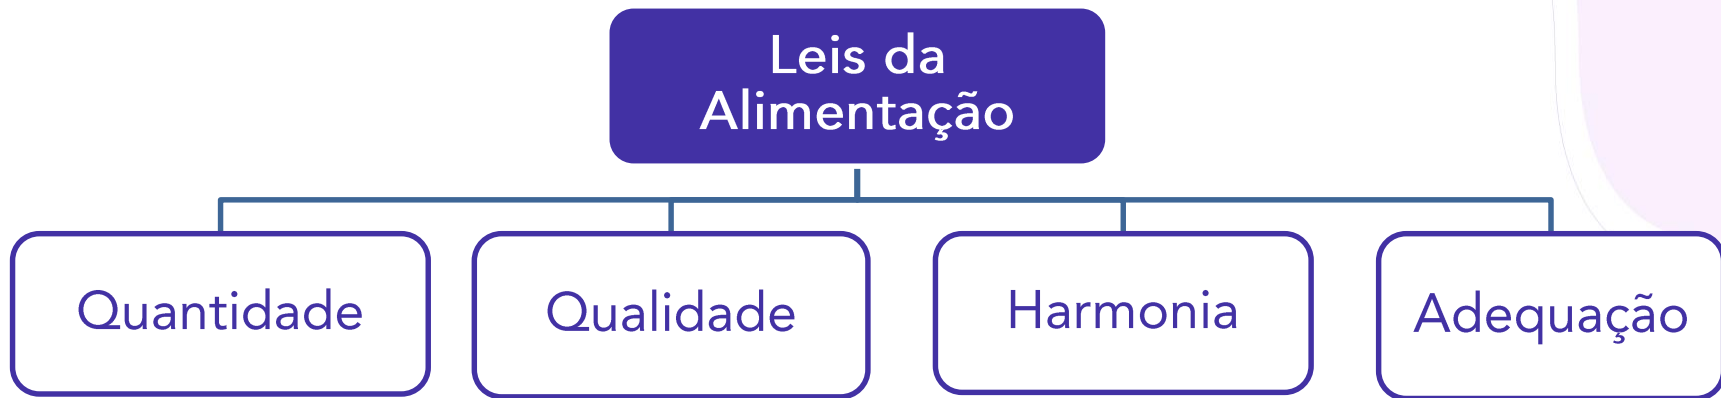 Leis da
Alimentação
Quantidade
Qualidade
Harmonia
Adequação